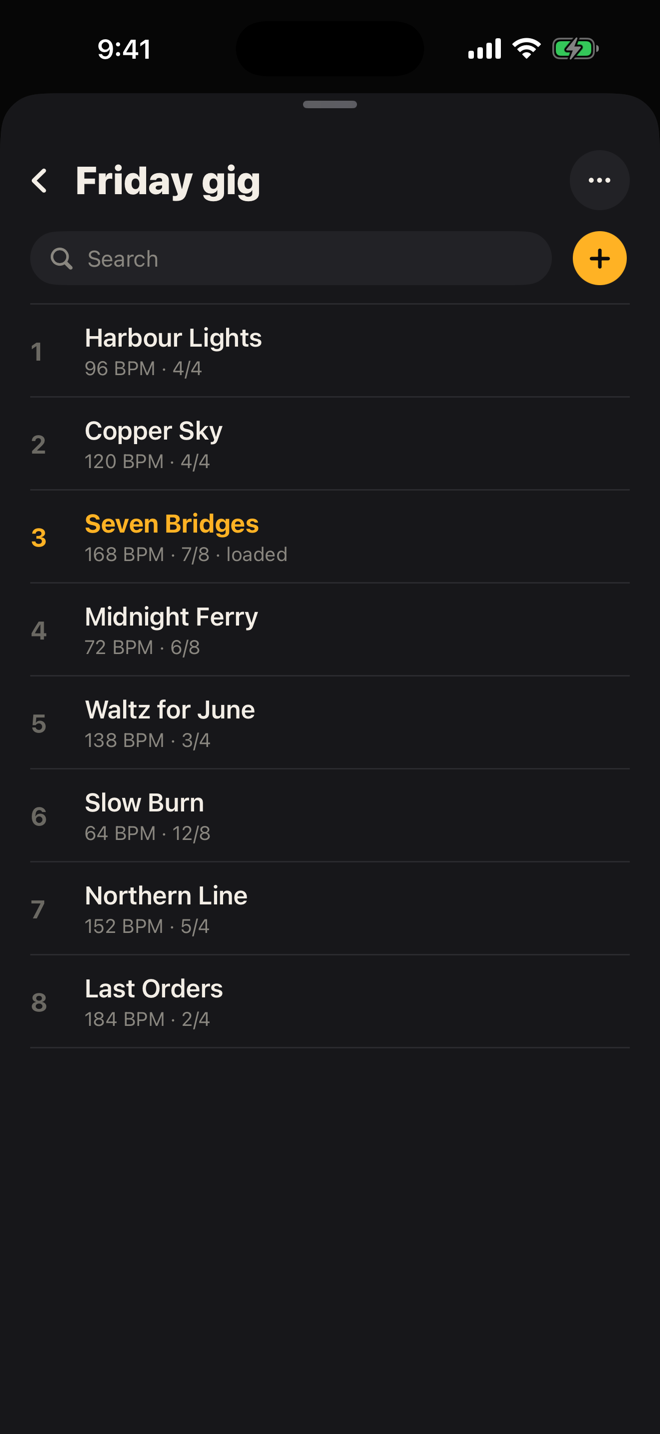 9:41
Friday gig
Search
1
Harbour Lights
96 BPM · 4/4
2
Copper Sky
120 BPM · 4/4
3
Seven Bridges
168 BPM · 7/8 · loaded
4
Midnight Ferry
72 BPM · 6/8
5
Waltz for June
138 BPM · 3/4
6
Slow Burn
64 BPM · 12/8
7
Northern Line
152 BPM · 5/4
8
Last Orders
184 BPM · 2/4